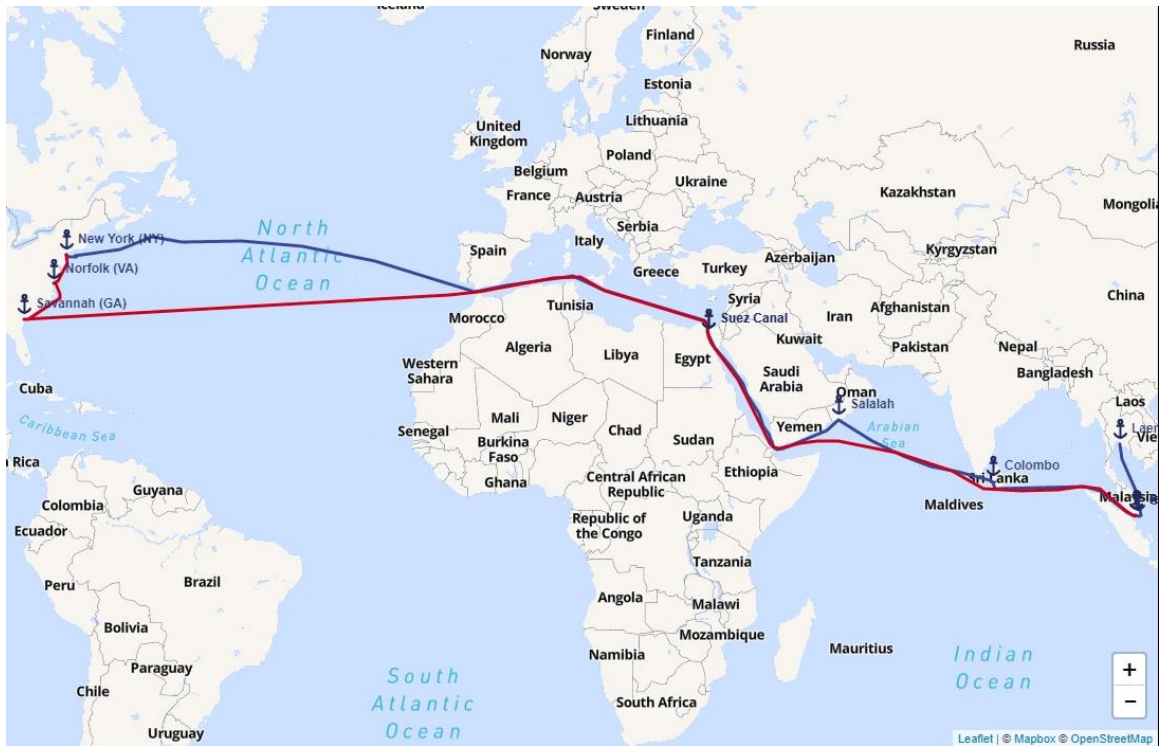 Iceland
Sweden
Finland
Norway
Russia
Estonia
United
Kingdom
Lithuania
Belgium
Poland
France
Austria
Ukraine
Kazakhstan
Mongolia
North
Atlantic
Ocean
New York (NY)
Norfolk (VA)
Savannah (GA)
Spain
Italy
Serbia
Greece
Turkey
Azerbaijan
Kyrgyzstan
China
Morocco
Tunisia
Syria
Suez Canal
Iran
Afghanistan
Kuwait
Pakistan
Nepal
Bangladesh
Algeria
Libya
Egypt
Saudi
Arabia
Western
Sahara
Oman
Salalah
Laos
Cuba
Caribbean Sea
Mali
Niger
Chad
Sudan
Yemen
Arabian
Sea
Laem
Vie
Senegal
Burkina
Faso
Ghana
Central African
Republic
Ethiopia
Colombo
Sri Lanka
Maldives
Malaysia
a Rica
Guyana
Colombia
Ecuador
Republic of
the Congo
Uganda
Tanzania
Peru
Brazil
Angola
Malawi
Mozambique
Bolivia
Namibia
Mauritius
Paraguay
Chile
Uruguay
South Africa
South
Atlantic
Ocean
Indian
Ocean
+
−
Leaflet | © Mapbox © OpenStreetMap